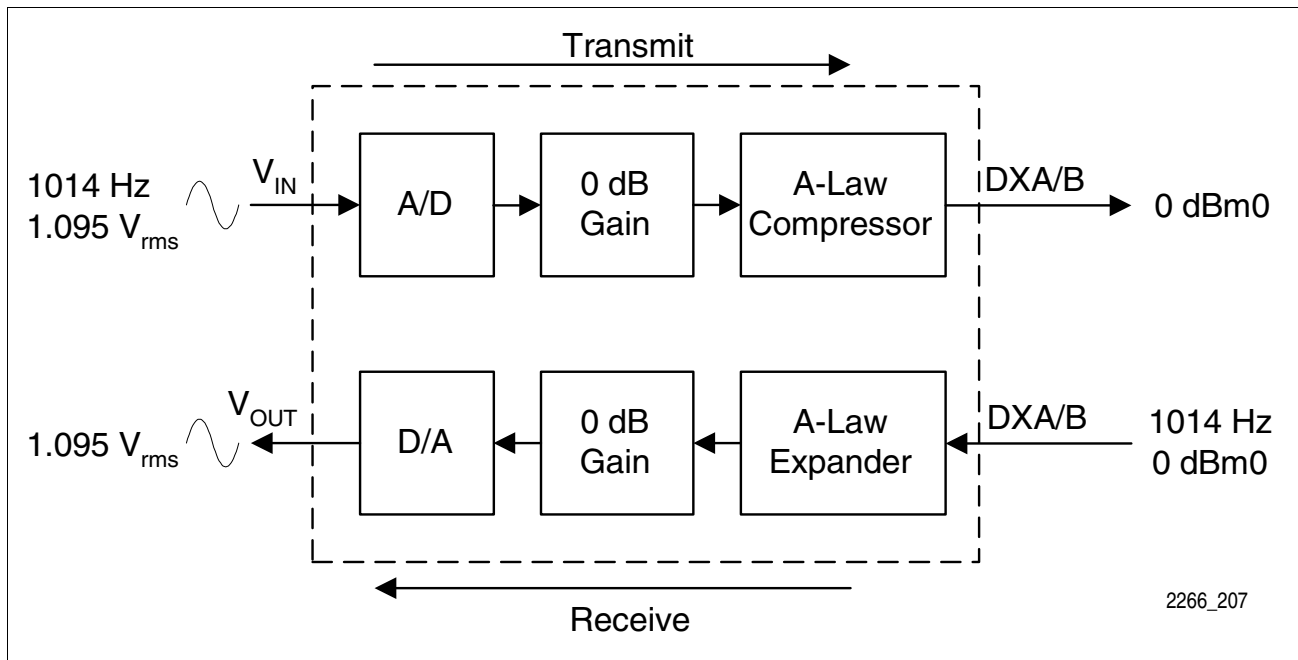 Transmit
1014 Hz
1.095 Vrms
VIN
A/D
0 dB
Gain
A-Law
Compressor
DXA/B
0 dBm0
1.095 Vrms
VOUT
D/A
0 dB
Gain
A-Law
Expander
DXA/B
1014 Hz
0 dBm0
Receive
2266_207